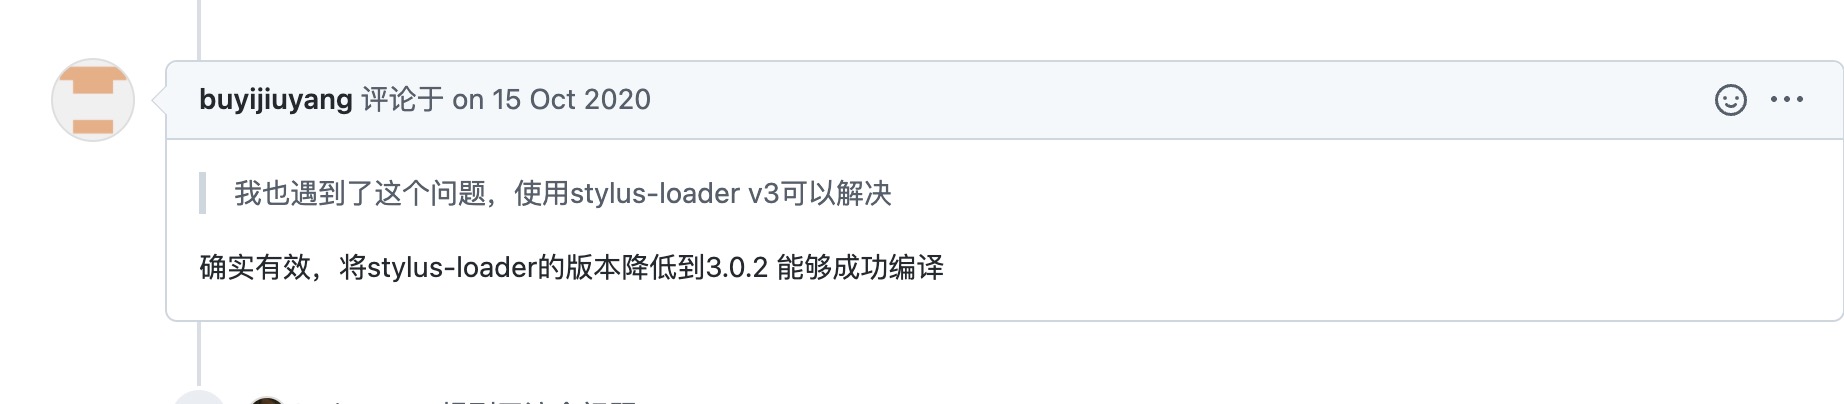 buyijiuyang 评论于 on 15 Oct 2020
我也遇到了这个问题，使用stylus-loader v3可以解决
确实有效，将stylus-loader的版本降低到3.0.2 能够成功编译